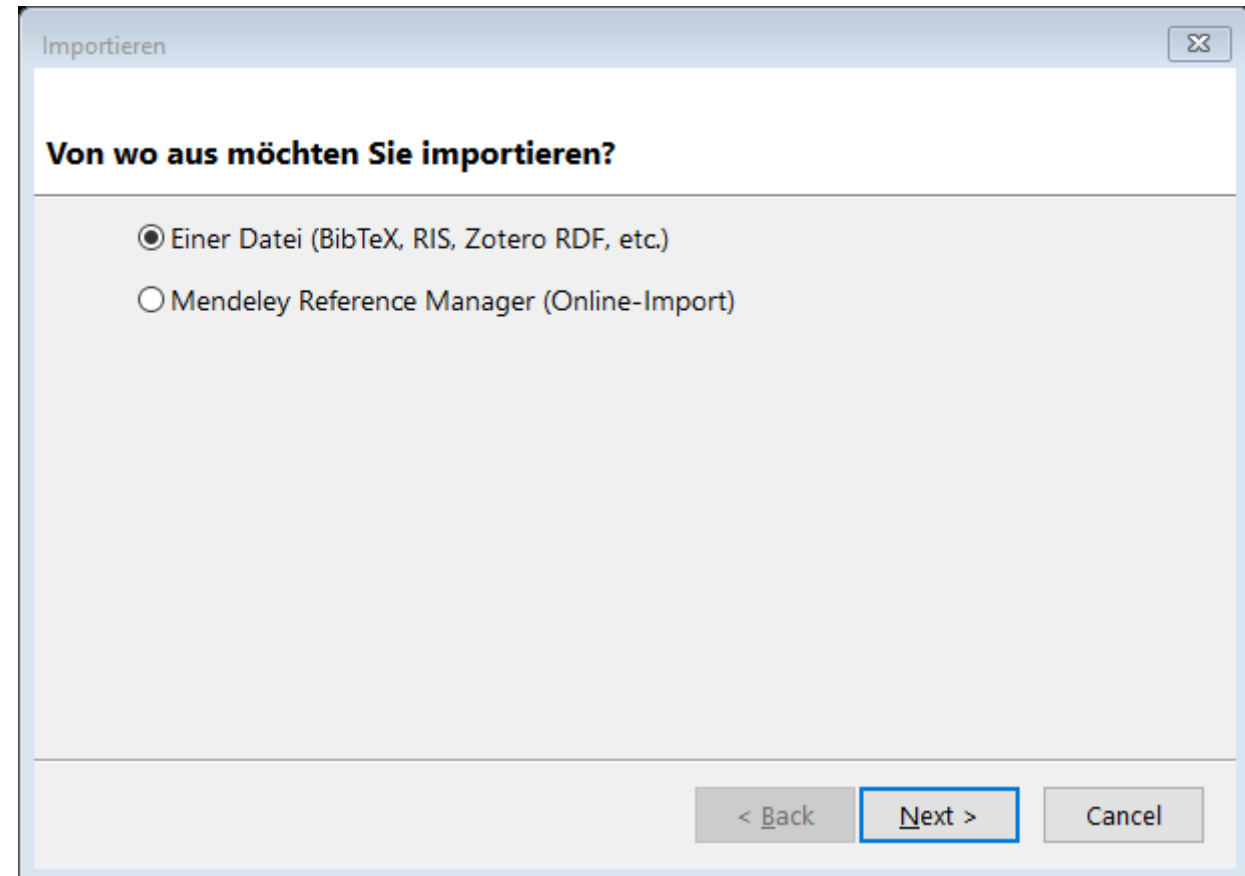 Importieren
Von wo aus möchten Sie importieren?
Einer Datei (BibTeX, RIS, Zotero RDF, etc.)
Mendeley Reference Manager (Online-Import)
< Back Next > Cancel